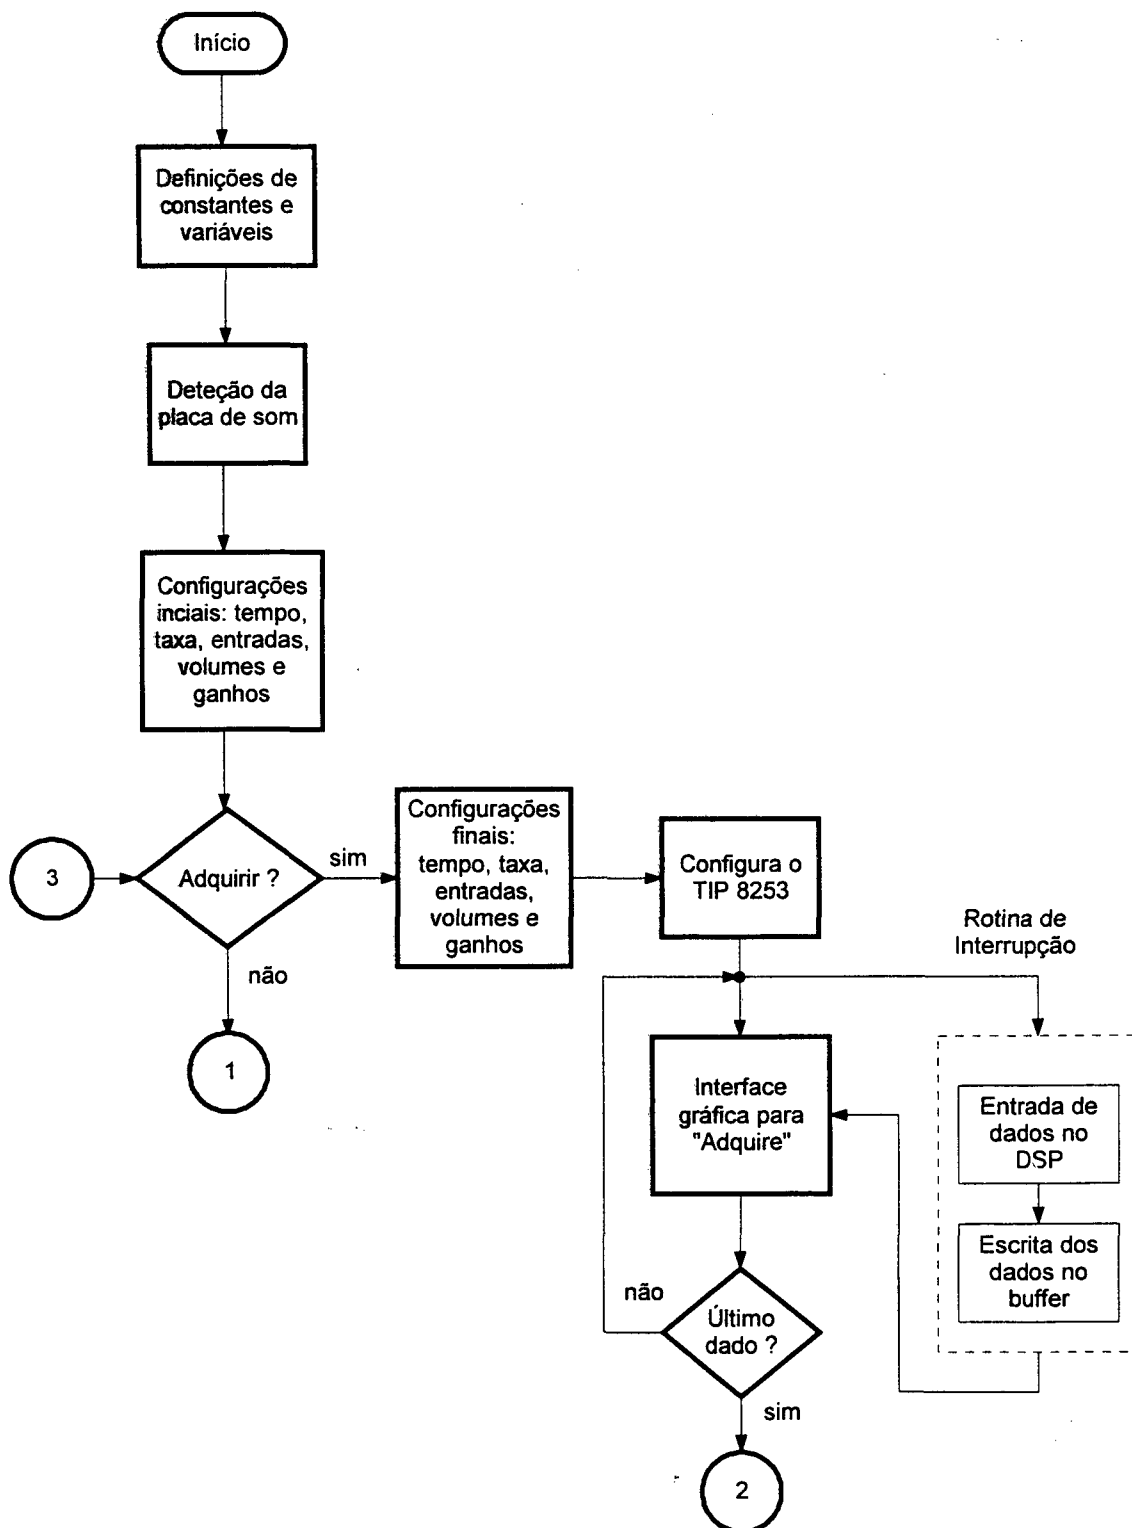 Início
Definições de
constantes e
variáveis
Deteção da
placa de som
Configurações
inciais: tempo,
taxa, entradas,
volumes e
ganhos
3
Adquirir ?
sim
não
1
Configurações
finais:
tempo, taxa,
entradas,
volumes e
ganhos
Configura o
TIP 8253
Rotina de
Interrupção
Interface
gráfica para
"Adquire"
Entrada de
dados no
DSP
Escrita dos
dados no
buffer
não
Último
dado ?
sim
2